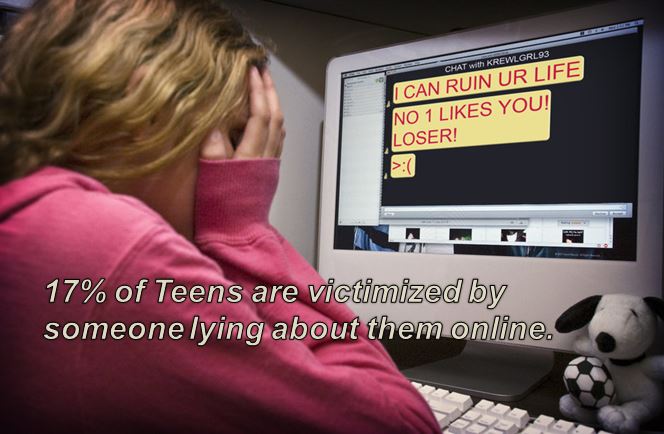 CHAT with KREWLGRL93
I CAN RUIN UR LIFE
NO 1 LIKES YOU!
LOSER!
>:(
17% of Teens are victimized by
someone lying about them online.